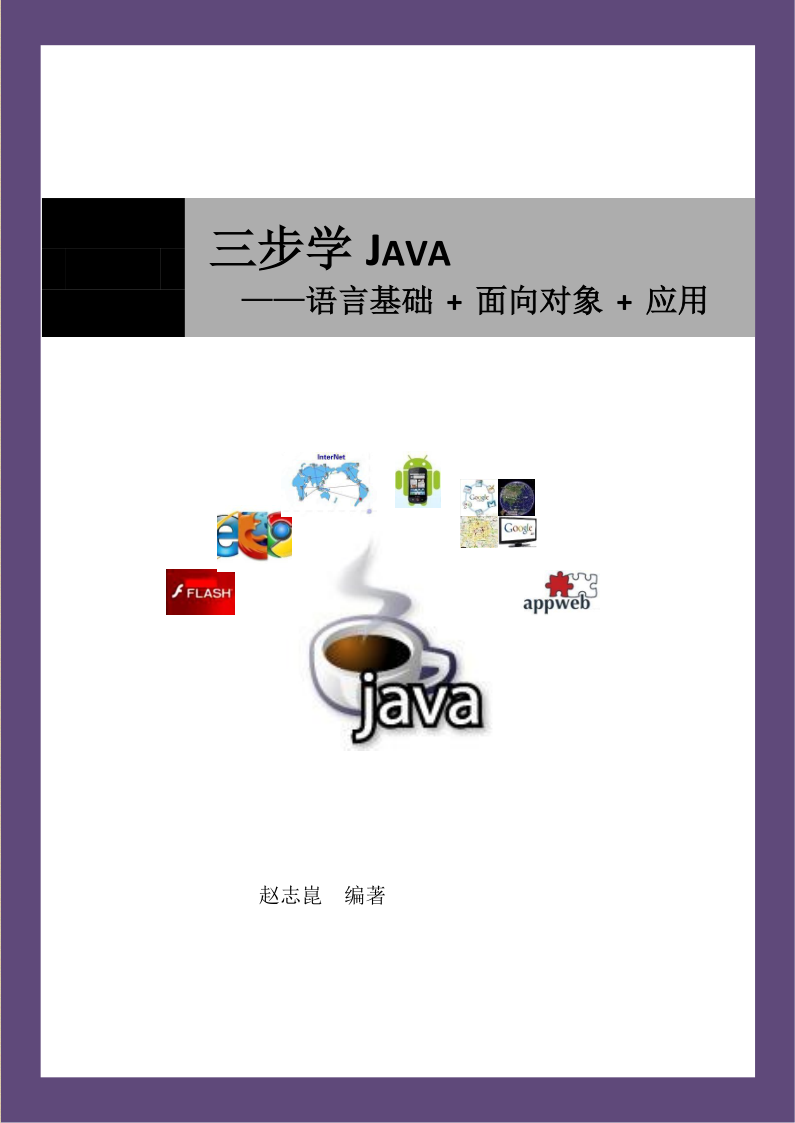 三步学 JAVA
——语言基础 + 面向对象 + 应用
InterNet
Google
Google
FLASH
appweb
java
赵志崑 编著